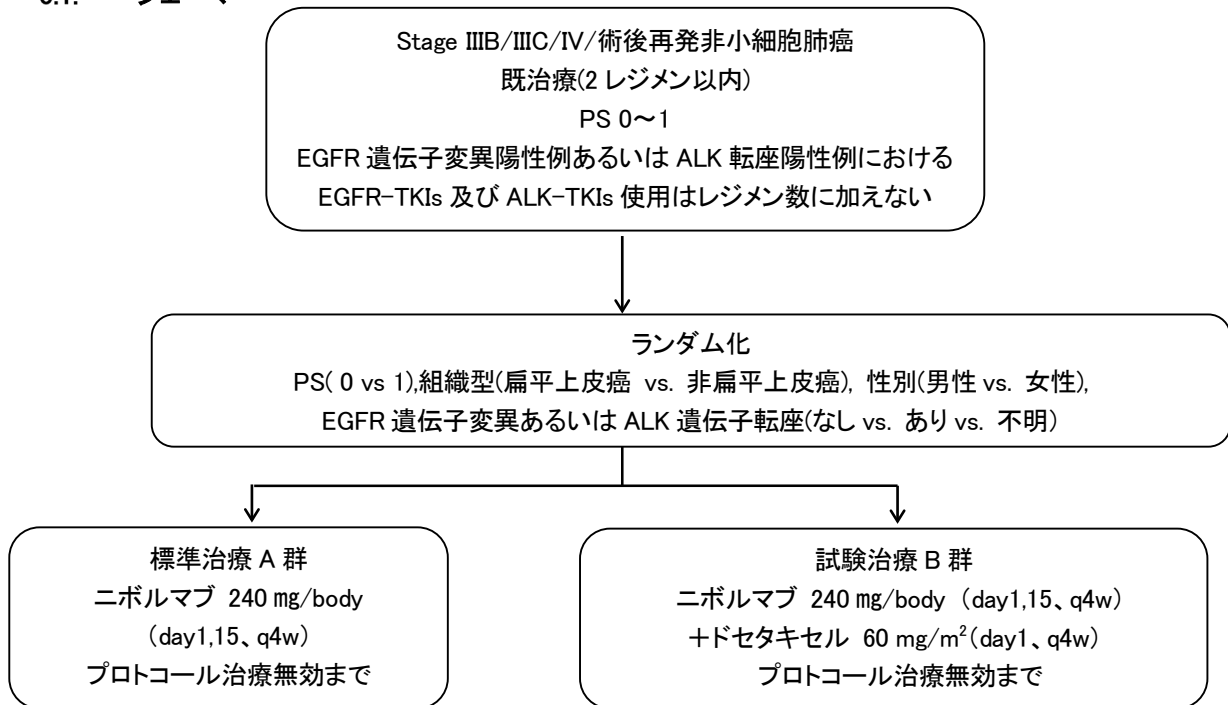 Stage ⅢB/ⅢC/Ⅳ/術後再発非小細胞肺癌
既治療(2 レジメン以内)
PS 0～1
EGFR 遺伝子変異陽性例あるいは ALK 転座陽性例における
EGFR-TKIs 及び ALK-TKIs 使用はレジメン数に加えない
ランダム化
PS( 0 vs 1),組織型(扁平上皮癌 vs. 非扁平上皮癌), 性別(男性 vs. 女性),
EGFR 遺伝子変異あるいは ALK 遺伝子転座(なし vs. あり vs. 不明)
標準治療 A 群
ニボルマブ 240 ㎎/body
(day1,15、q4w)
プロトコール治療無効まで
試験治療 B 群
ニボルマブ 240 ㎎/body (day1,15、q4w)
＋ドセタキセル 60 mg/m²(day1、q4w)
プロトコール治療無効まで